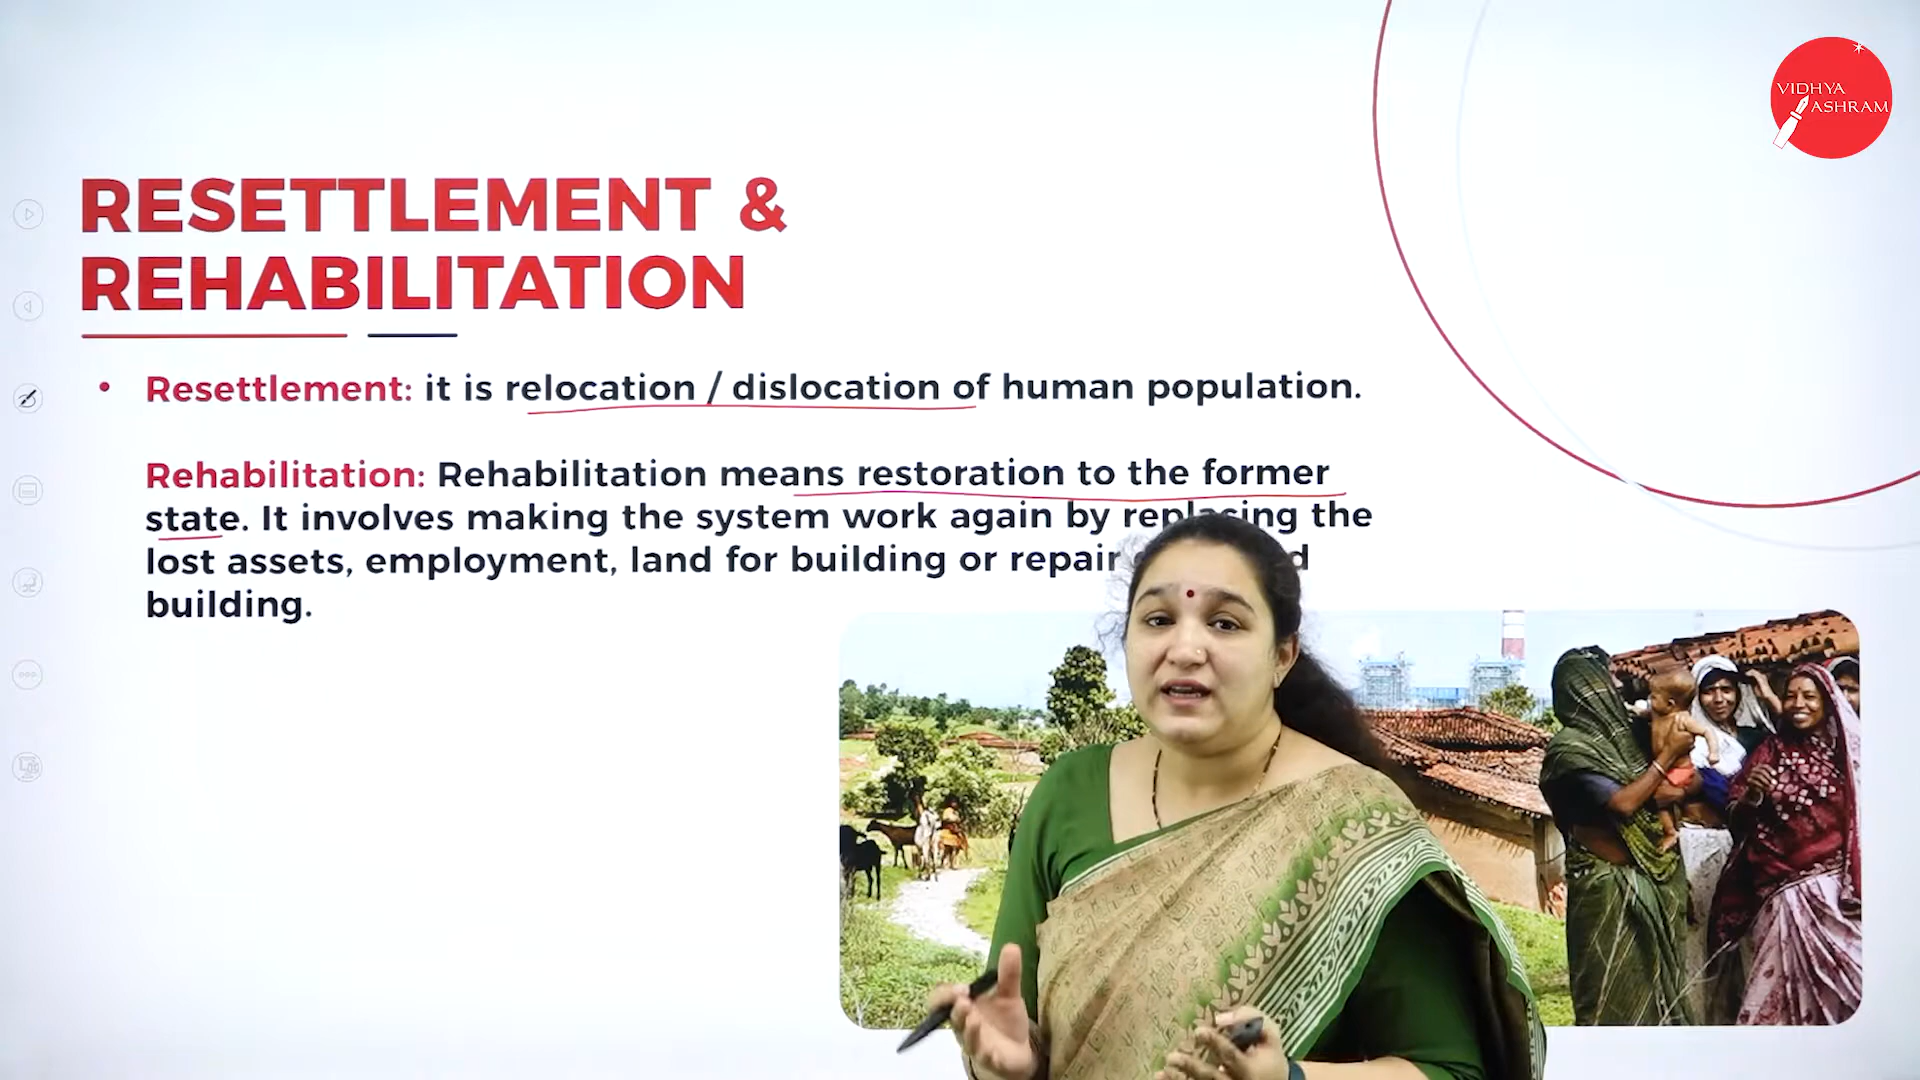 VIDHYA
ASHRAM
RESETTLEMENT &
REHABILITATION
• Resettlement: it is relocation / dislocation of human population.
Rehabilitation: Rehabilitation means restoration to the former
state. It involves making the system work again by replacing the
lost assets, employment, land for building or repair
building.